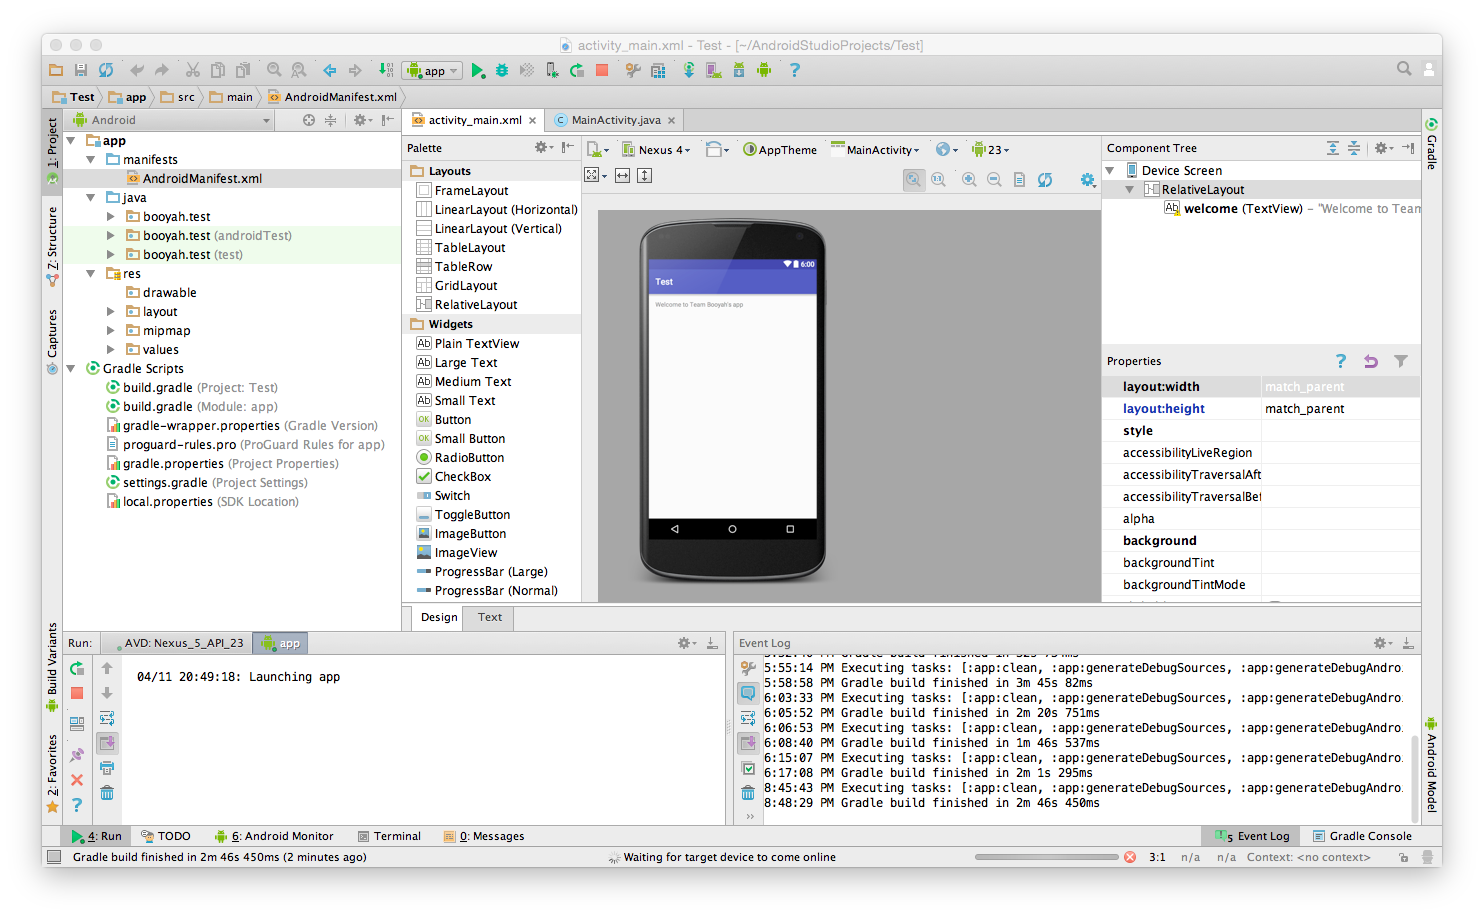 activity_main.xml - Test - [~/AndroidStudioProjects/Test]
app
Test app src main AndroidManifest.xml
1: Project
Z: Structure
Captures
Build Variants
2: Favorites
Android
app
manifests
AndroidManifest.xml
java
booyah.test
booyah.test (androidTest)
booyah.test (test)
res
drawable
layout
mipmap
values
Gradle Scripts
build.gradle (Project: Test)
build.gradle (Module: app)
gradle-wrapper.properties (Gradle Version)
proguard-rules.pro (ProGuard Rules for app)
gradle.properties (Project Properties)
settings.gradle (Project Settings)
local.properties (SDK Location)
activity_main.xml MainActivity.java
Palette
Layouts
FrameLayout
LinearLayout (Horizontal)
LinearLayout (Vertical)
TableLayout
TableRow
GridLayout
RelativeLayout
Widgets
Ab Plain TextView
Ab Large Text
Ab Medium Text
Ab Small Text
OK Button
OK Small Button
RadioButton
CheckBox
Switch
ToggleButton
ImageButton
ImageView
ProgressBar (Large)
ProgressBar (Normal)
Design Text
Nexus 4 AppTheme MainActivity 23
1:1
6:00
Test
Welcome to Team Booyah's app
Component Tree
Device Screen
RelativeLayout
Ab welcome (TextView) - "Welcome to Team
Properties
layout:width match_parent
layout:height match_parent
style
accessibilityLiveRegion
accessibilityTraversalAft
accessibilityTraversalBef
alpha
background
backgroundTint
backgroundTintMode
Gradle
Android Model
Run: AVD: Nexus_5_API_23 app
04/11 20:49:18: Launching app
Event Log
5:55:14 PM Executing tasks: [:app:clean, :app:generateDebugSources, :app:generateDebugAndro
5:58:58 PM Gradle build finished in 3m 45s 82ms
6:03:33 PM Executing tasks: [:app:clean, :app:generateDebugSources, :app:generateDebugAndro
6:05:52 PM Gradle build finished in 2m 20s 751ms
6:06:53 PM Executing tasks: [:app:clean, :app:generateDebugSources, :app:generateDebugAndro
6:08:40 PM Gradle build finished in 1m 46s 537ms
6:15:07 PM Executing tasks: [:app:clean, :app:generateDebugSources, :app:generateDebugAndro
6:17:08 PM Gradle build finished in 2m 1s 295ms
8:45:43 PM Executing tasks: [:app:clean, :app:generateDebugSources, :app:generateDebugAndro
8:48:29 PM Gradle build finished in 2m 46s 450ms
4: Run TODO 6: Android Monitor Terminal 0: Messages 5 Event Log Gradle Console
Gradle build finished in 2m 46s 450ms (2 minutes ago) Waiting for target device to come online 3:1 n/a n/a Context: <no context>